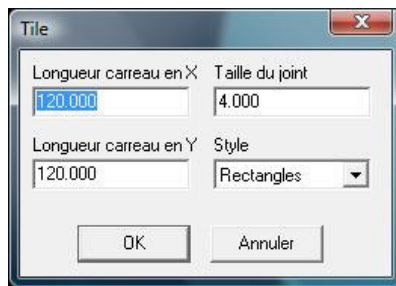 Tile
Longueur carreau en X Taille du joint
120.000 4.000
Longueur carreau en Y Style
120.000 Rectangles
OK Annuler